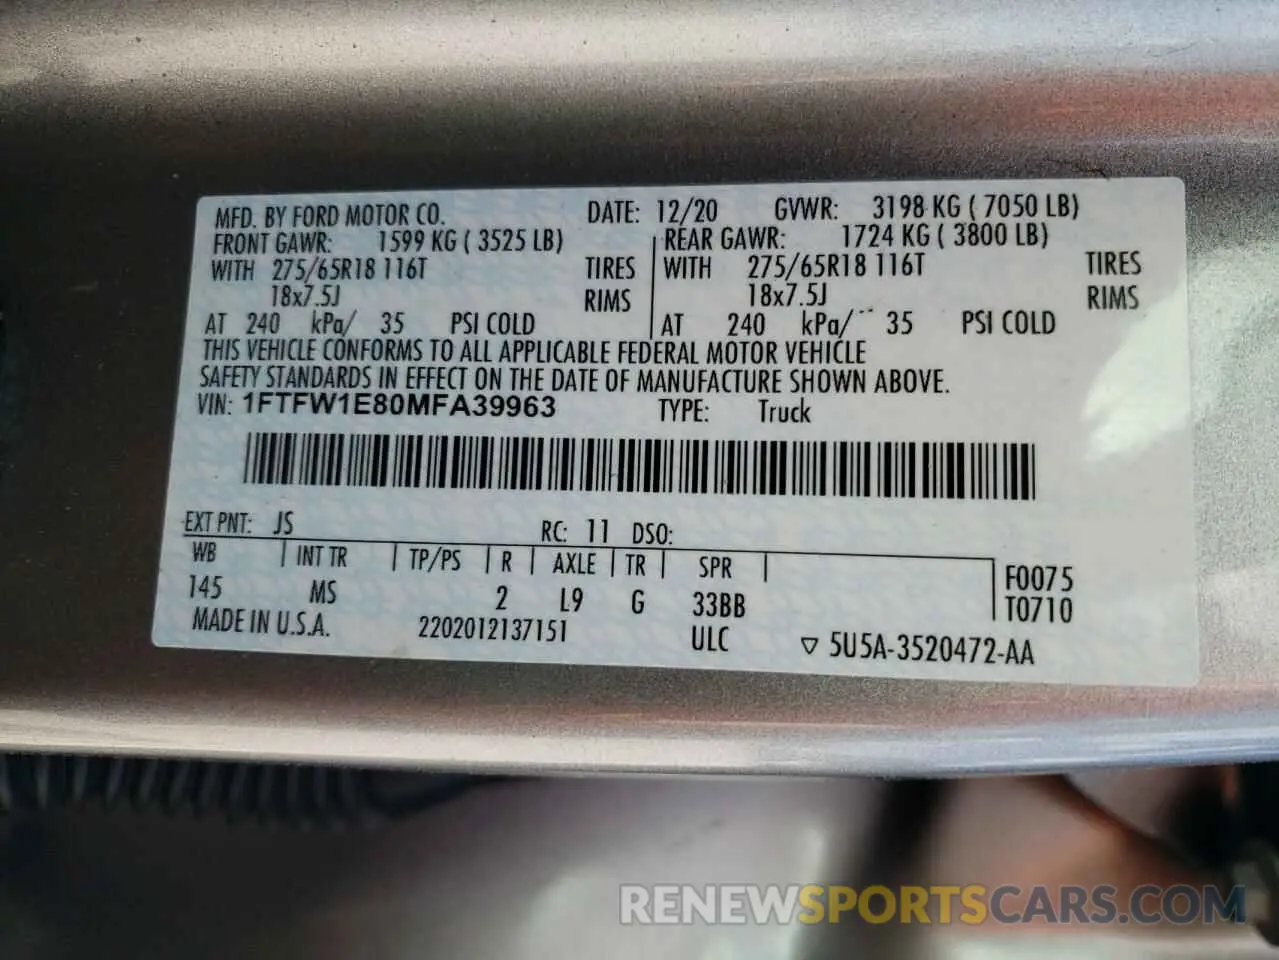 MFD. BY FORD MOTOR CO. DATE: 12/20 GVWR: 3198 KG ( 7050 LB)
FRONT GAWR: 1599 KG ( 3525 LB) REAR GAWR: 1724 KG ( 3800 LB)
WITH 275/65R18 116T TIRES WITH 275/65R18 116T TIRES
18x7.5J RIMS 18x7.5J RIMS
AT 240 kPa/ 35 PSI COLD AT 240 kPa/ 35 PSI COLD
THIS VEHICLE CONFORMS TO ALL APPLICABLE FEDERAL MOTOR VEHICLE
SAFETY STANDARDS IN EFFECT ON THE DATE OF MANUFACTURE SHOWN ABOVE.
VIN: 1FTFW1E80MFA39963 TYPE: Truck
EXT PNT: JS RC: 11 DSO:
WB INT TR TP/PS R AXLE TR SPR F0075
145 MS 2 L9 G 33BB T0710
MADE IN U.S.A. 2202012137151 ULC ▽ 5U5A-3520472-AA
RENEWSPORTSCARS.COM